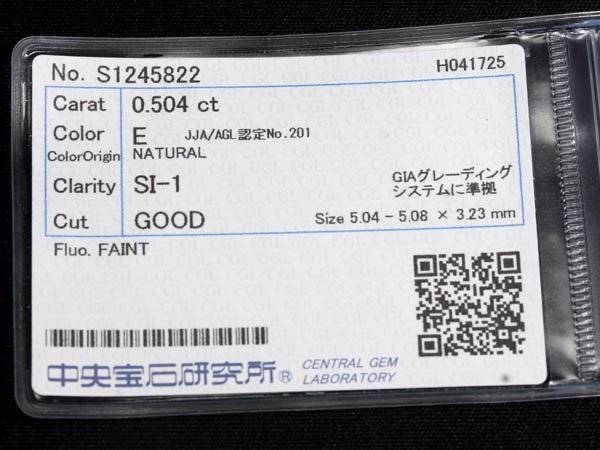 No. S1245822 H041725
Carat 0.504 ct
Color E JJA/AGL認定No.201
ColorOrigin NATURAL
Clarity SI-1 GIAグレーディング
システムに準拠
Cut GOOD Size 5.04 - 5.08 × 3.23 mm
Fluo. FAINT
中央宝石研究所® CENTRAL GEM
LABORATORY